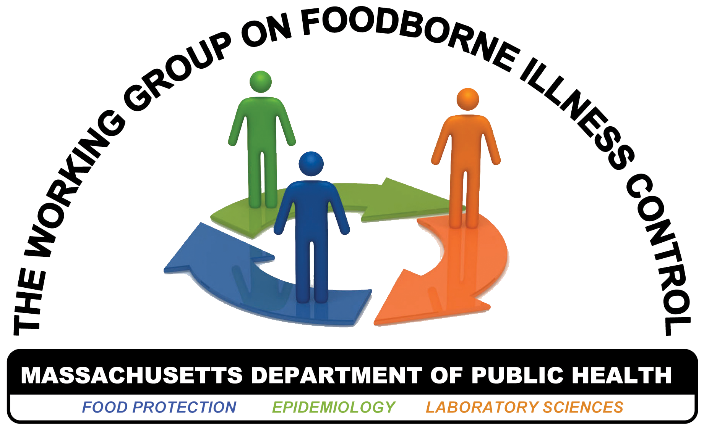 THE WORKING GROUP ON FOODBORNE ILLNESS CONTROL
MASSACHUSETTS DEPARTMENT OF PUBLIC HEALTH
FOOD PROTECTION EPIDEMIOLOGY LABORATORY SCIENCES